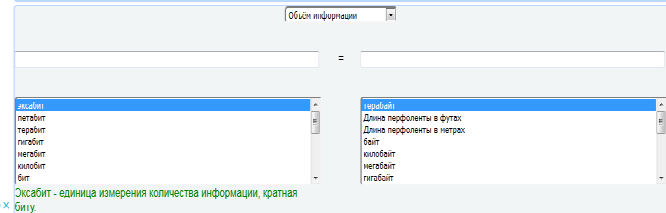 Объём информации
=
эксабит
петабит
терабит
гигабит
мегабит
килобит
бит
терабайт
Длина перфоленты в футах
Длина перфоленты в метрах
байт
килобайт
мегабайт
гигабайт
Эксабит - единица измерения количества информации, кратная
биту.